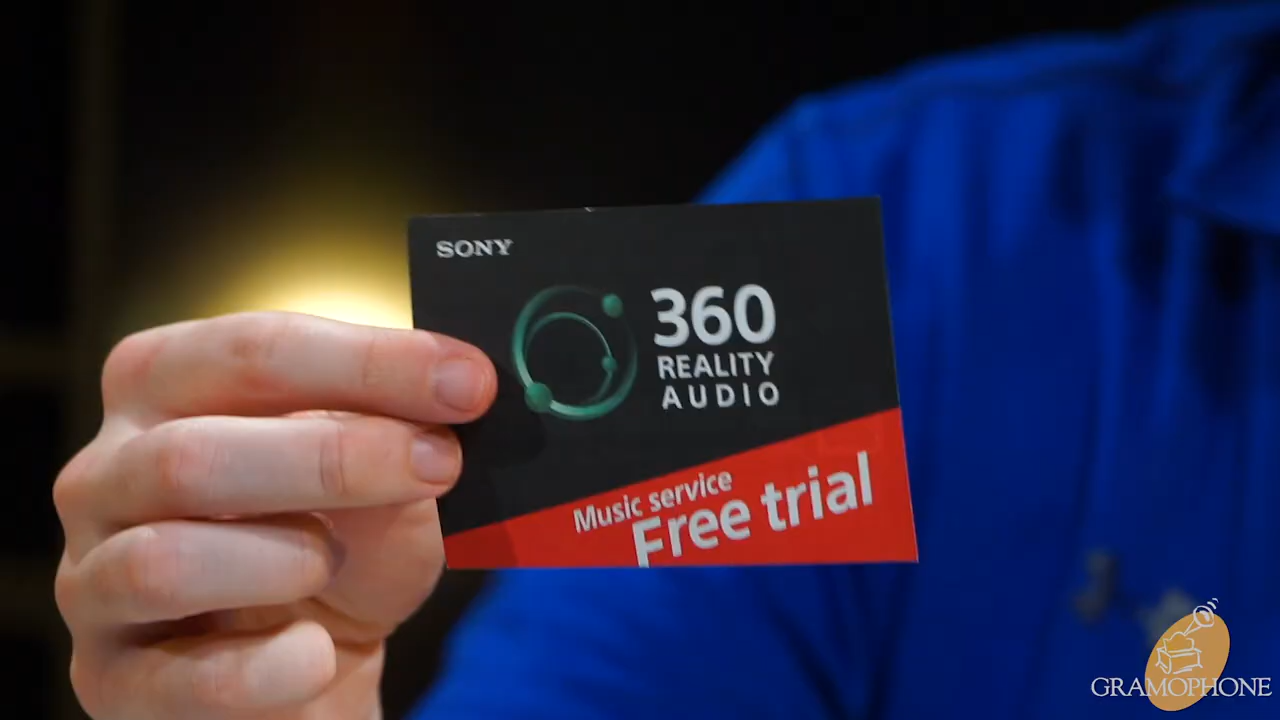 SONY
360
REALITY
AUDIO
Music service
Free trial
GRAMOPHONE